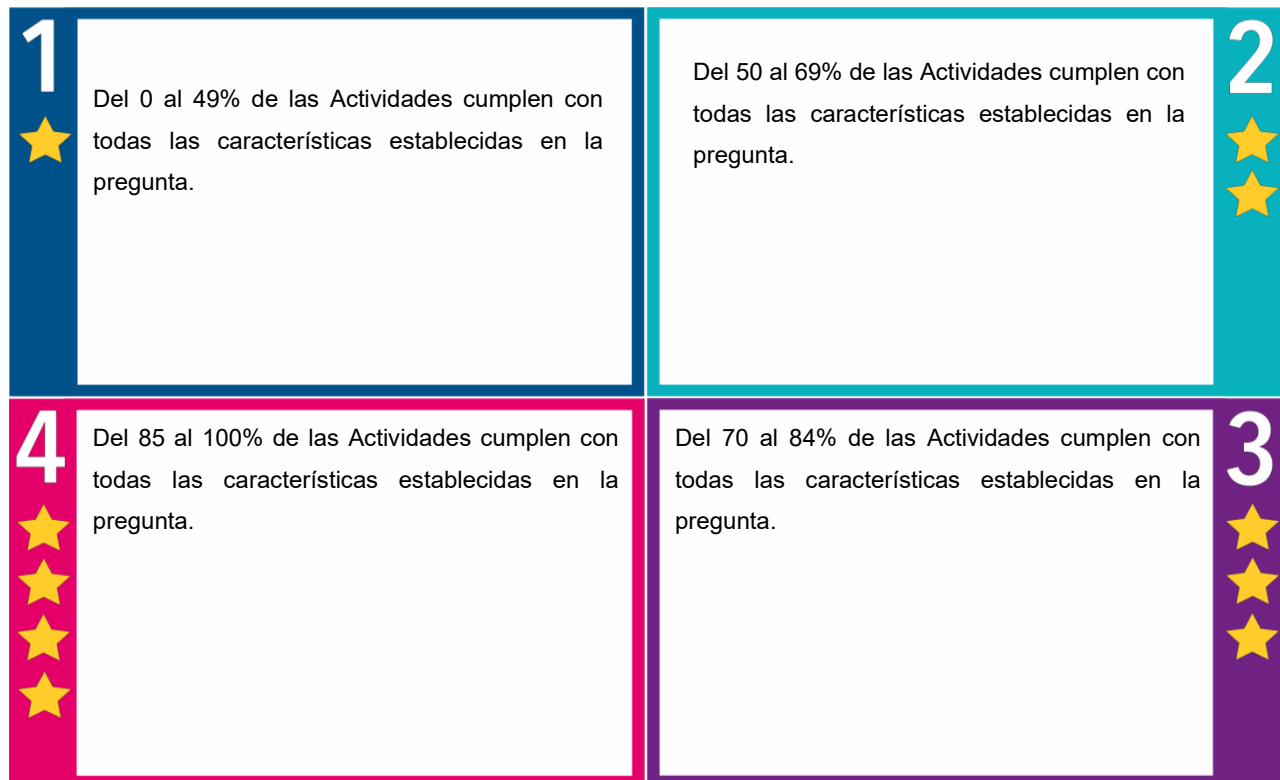 1
Del 0 al 49% de las Actividades cumplen con
todas las características establecidas en la
pregunta.
2
Del 50 al 69% de las Actividades cumplen con
todas las características establecidas en la
pregunta.
4
Del 85 al 100% de las Actividades cumplen con
todas las características establecidas en la
pregunta.
3
Del 70 al 84% de las Actividades cumplen con
todas las características establecidas en la
pregunta.